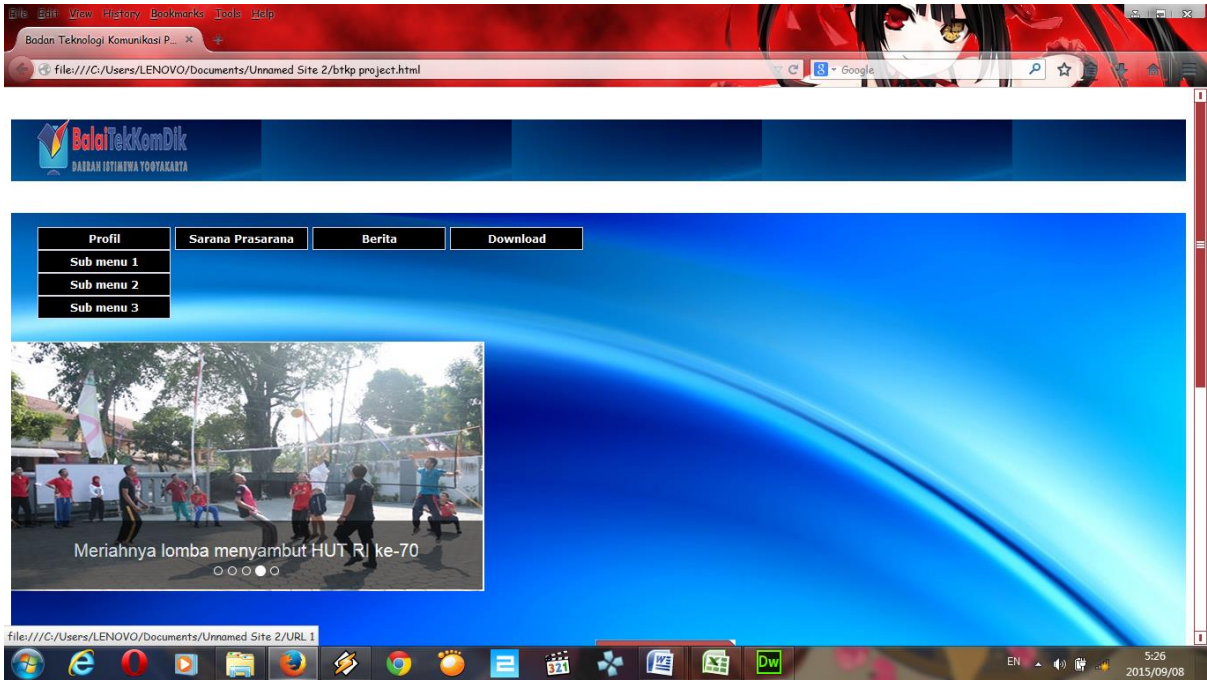 File Edit View History Bookmarks Tools Help
Badan Teknologi Komunikasi P... × +
file:///C:/Users/LENOVO/Documents/Unnamed Site 2/btkp project.html
8 Google
BalaiTekKomDik
DAERAH ISTIMEWA YOGYAKARTA
Profil Sarana Prasarana Berita Download
Sub menu 1
Sub menu 2
Sub menu 3
Meriahnya lomba menyambut HUT RI ke-70
file:///C:/Users/LENOVO/Documents/Unnamed Site 2/URL 1
321 Dw EN 5:26
2015/09/08